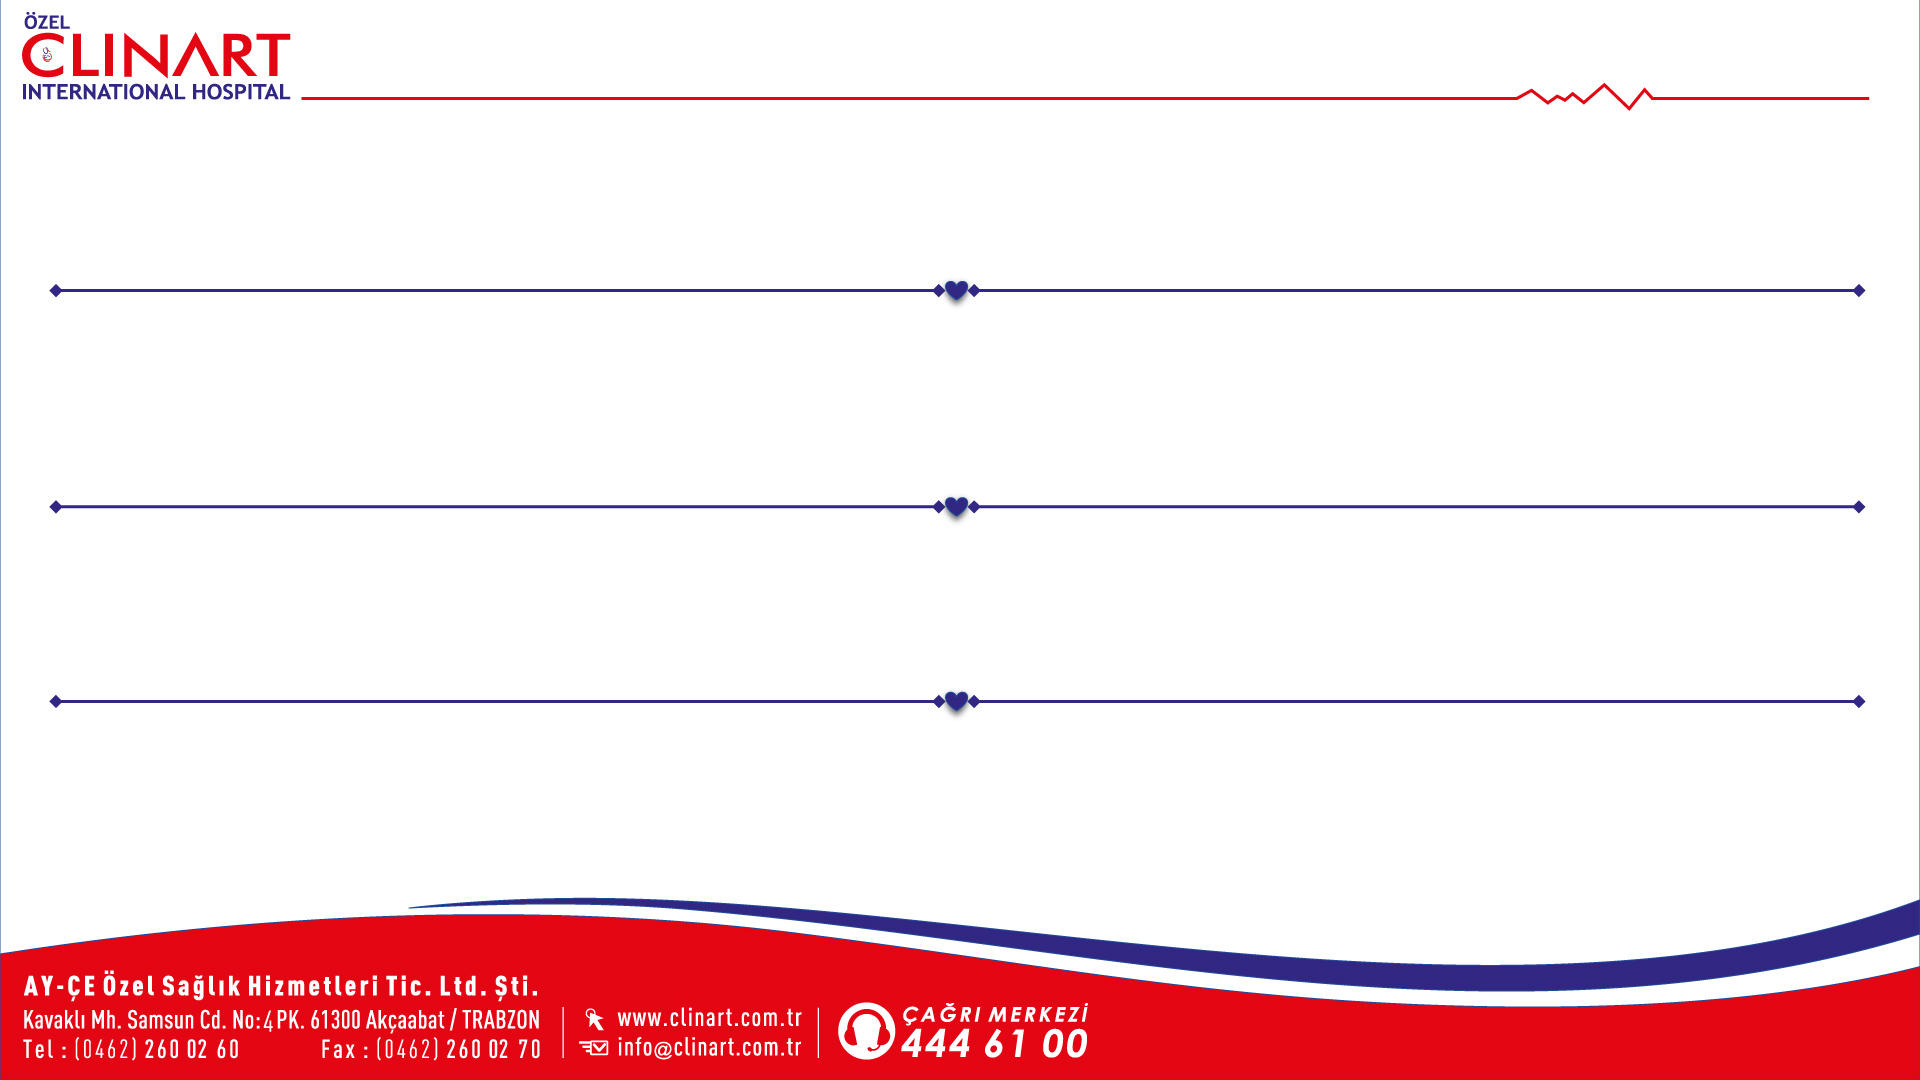 ÖZEL
CLINART
INTERNATIONAL HOSPITAL
AY-ÇE Özel Sağlık Hizmetleri Tic. Ltd. Şti.
Kavaklı Mh. Samsun Cd. No:4 PK. 61300 Akçaabat / TRABZON
Tel : (0462) 260 02 60 Fax : (0462) 260 02 70
www.clinart.com.tr
info@clinart.com.tr
ÇAĞRI MERKEZİ
444 61 00